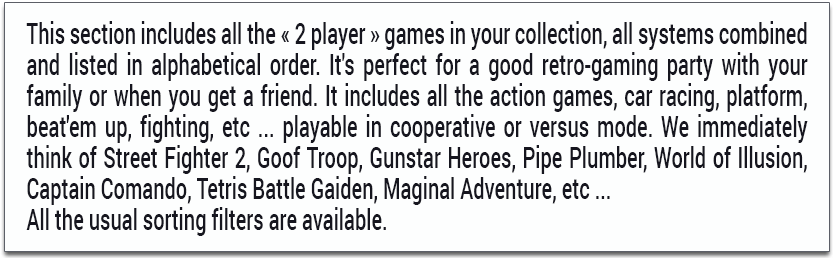 This section includes all the « 2 player » games in your collection, all systems combined
and listed in alphabetical order. It's perfect for a good retro-gaming party with your
family or when you get a friend. It includes all the action games, car racing, platform,
beat'em up, fighting, etc ... playable in cooperative or versus mode. We immediately
think of Street Fighter 2, Goof Troop, Gunstar Heroes, Pipe Plumber, World of Illusion,
Captain Comando, Tetris Battle Gaiden, Maginal Adventure, etc ...
All the usual sorting filters are available.